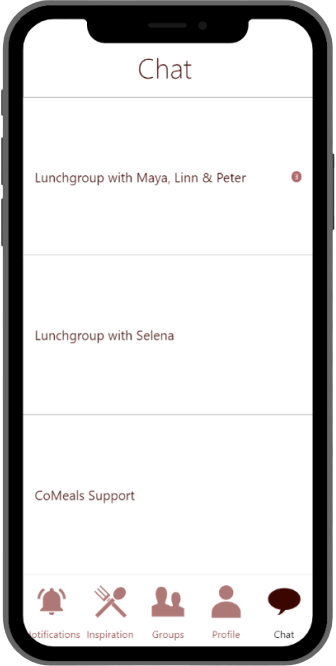 Chat
Lunchgroup with Maya, Linn & Peter
3
Lunchgroup with Selena
CoMeals Support
otifications Inspiration Groups Profile Chat